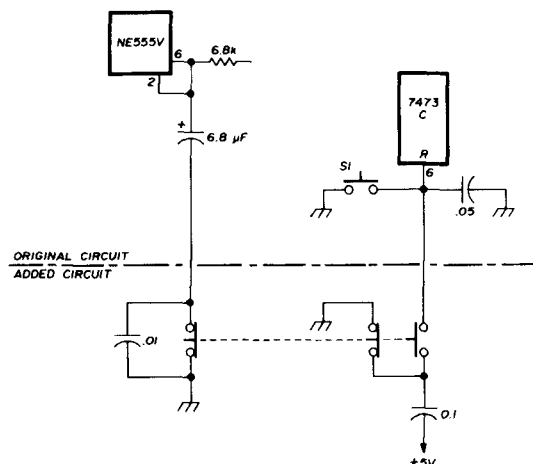 NE555V
6
2
6.8k
+
6.8 µF
7473
C
R
6
S1
.05
ORIGINAL CIRCUIT
ADDED CIRCUIT
.01
0.1
+5V